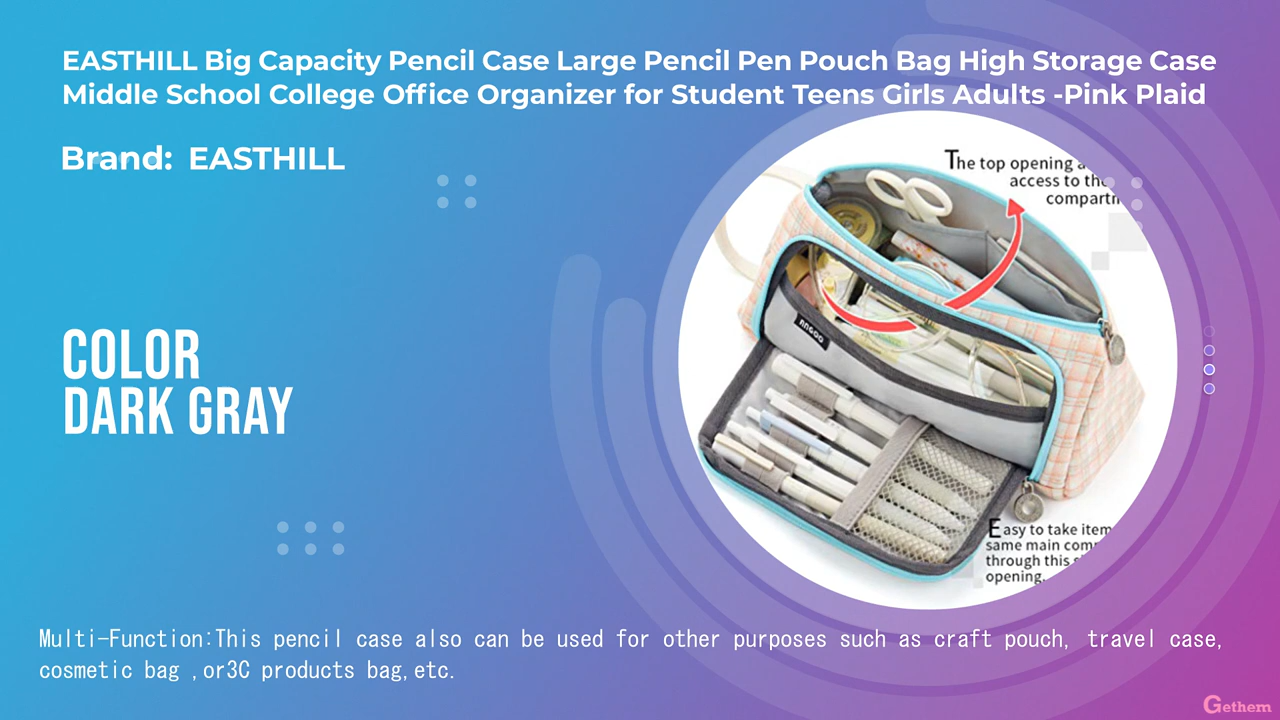 EASTHILL Big Capacity Pencil Case Large Pencil Pen Pouch Bag High Storage Case
Middle School College Office Organizer for Student Teens Girls Adults -Pink Plaid
Brand: EASTHILL
The top opening a
access to the
compartm
COLOR
DARK GRAY
ANGOO
Easy to take item
same main com
through this s
opening.
Multi-Function:This pencil case also can be used for other purposes such as craft pouch, travel case,
cosmetic bag ,or3C products bag,etc.
Gethem